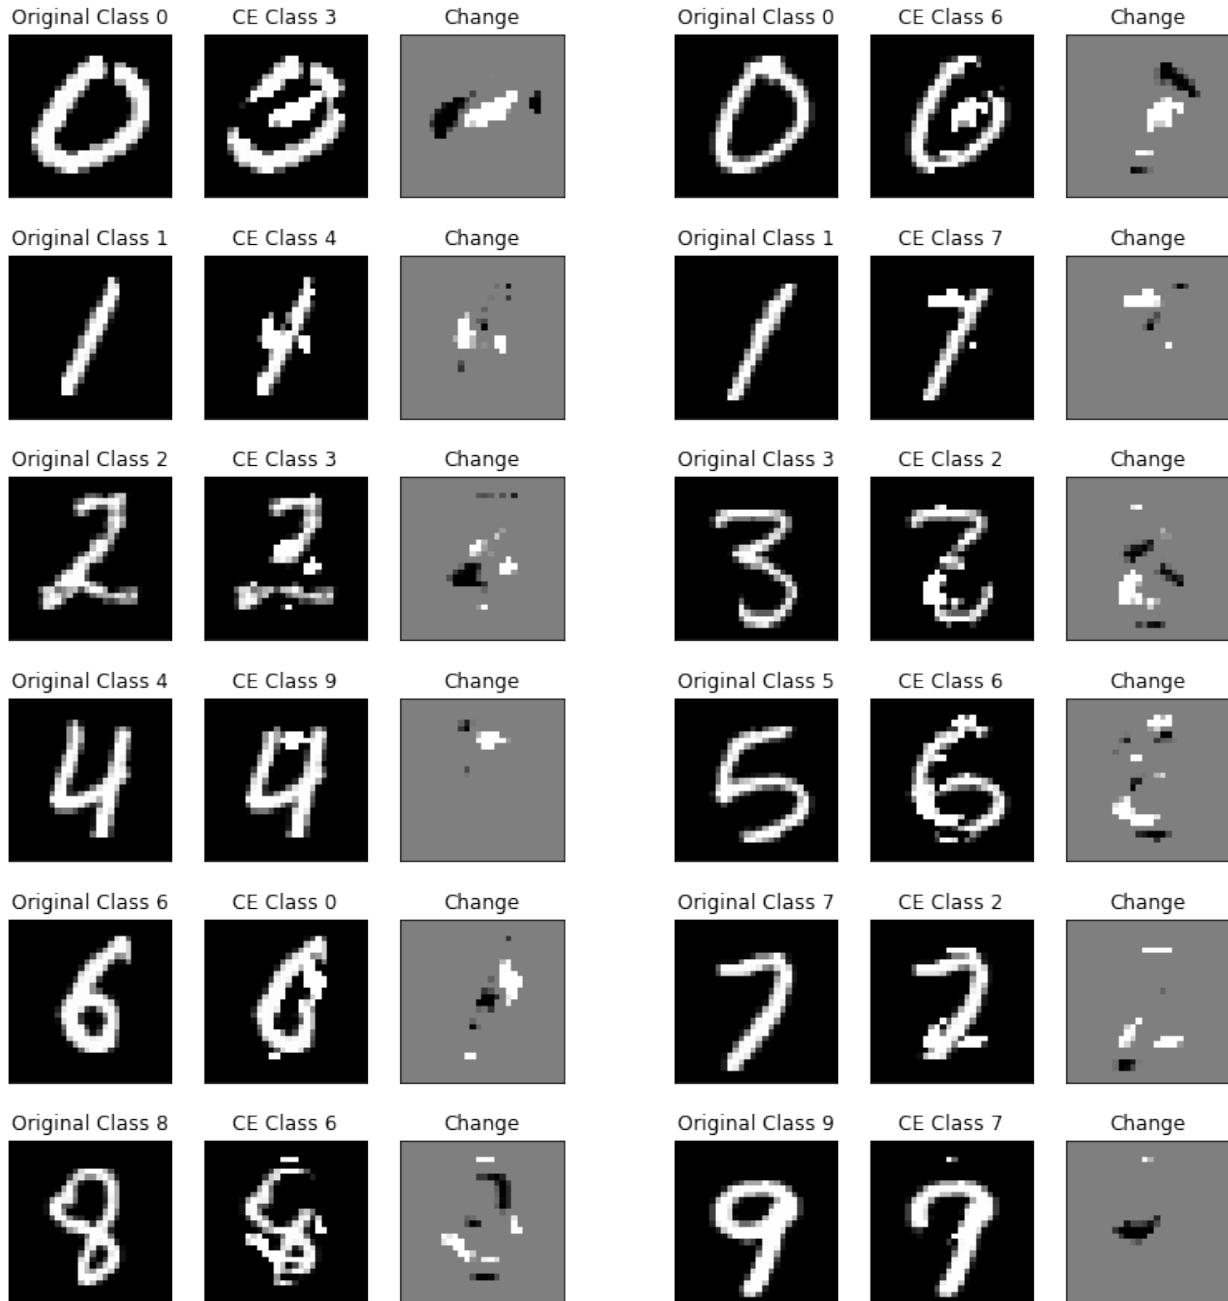 Original Class 0 CE Class 3 Change Original Class 0 CE Class 6 Change
Original Class 1 CE Class 4 Change Original Class 1 CE Class 7 Change
Original Class 2 CE Class 3 Change Original Class 3 CE Class 2 Change
Original Class 4 CE Class 9 Change Original Class 5 CE Class 6 Change
Original Class 6 CE Class 0 Change Original Class 7 CE Class 2 Change
Original Class 8 CE Class 6 Change Original Class 9 CE Class 7 Change